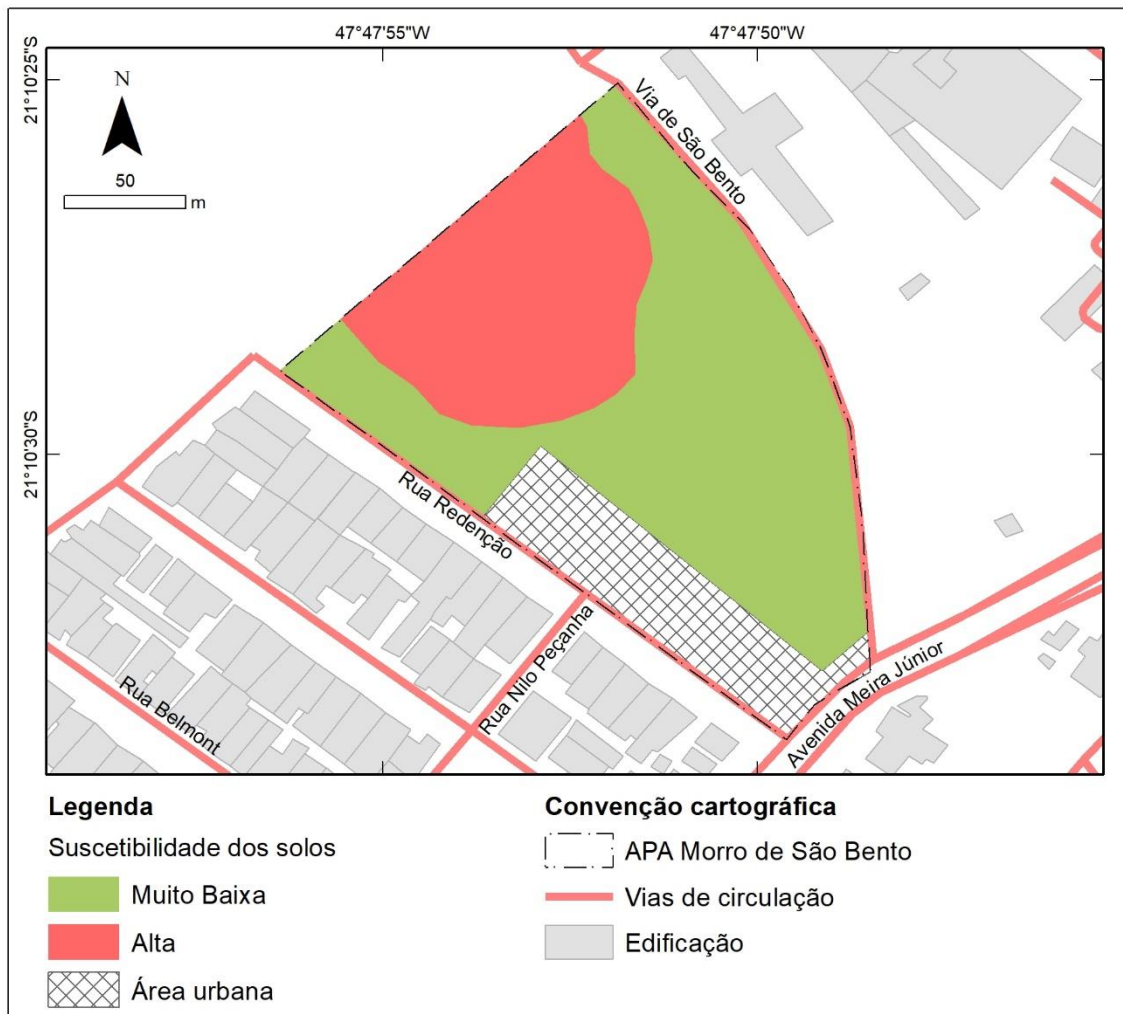 47°47'55"W
47°47'50"W
21°10'25"S
N
50
m
Via de São Bento
21°10'30"S
Rua Redenção
Rua Nilo Peçanha
Avenida Meira Júnior
Rua Belmont
Legenda
Suscetibilidade dos solos
Muito Baixa
Alta
Área urbana
Convenção cartográfica
APA Morro de São Bento
Vias de circulação
Edificação